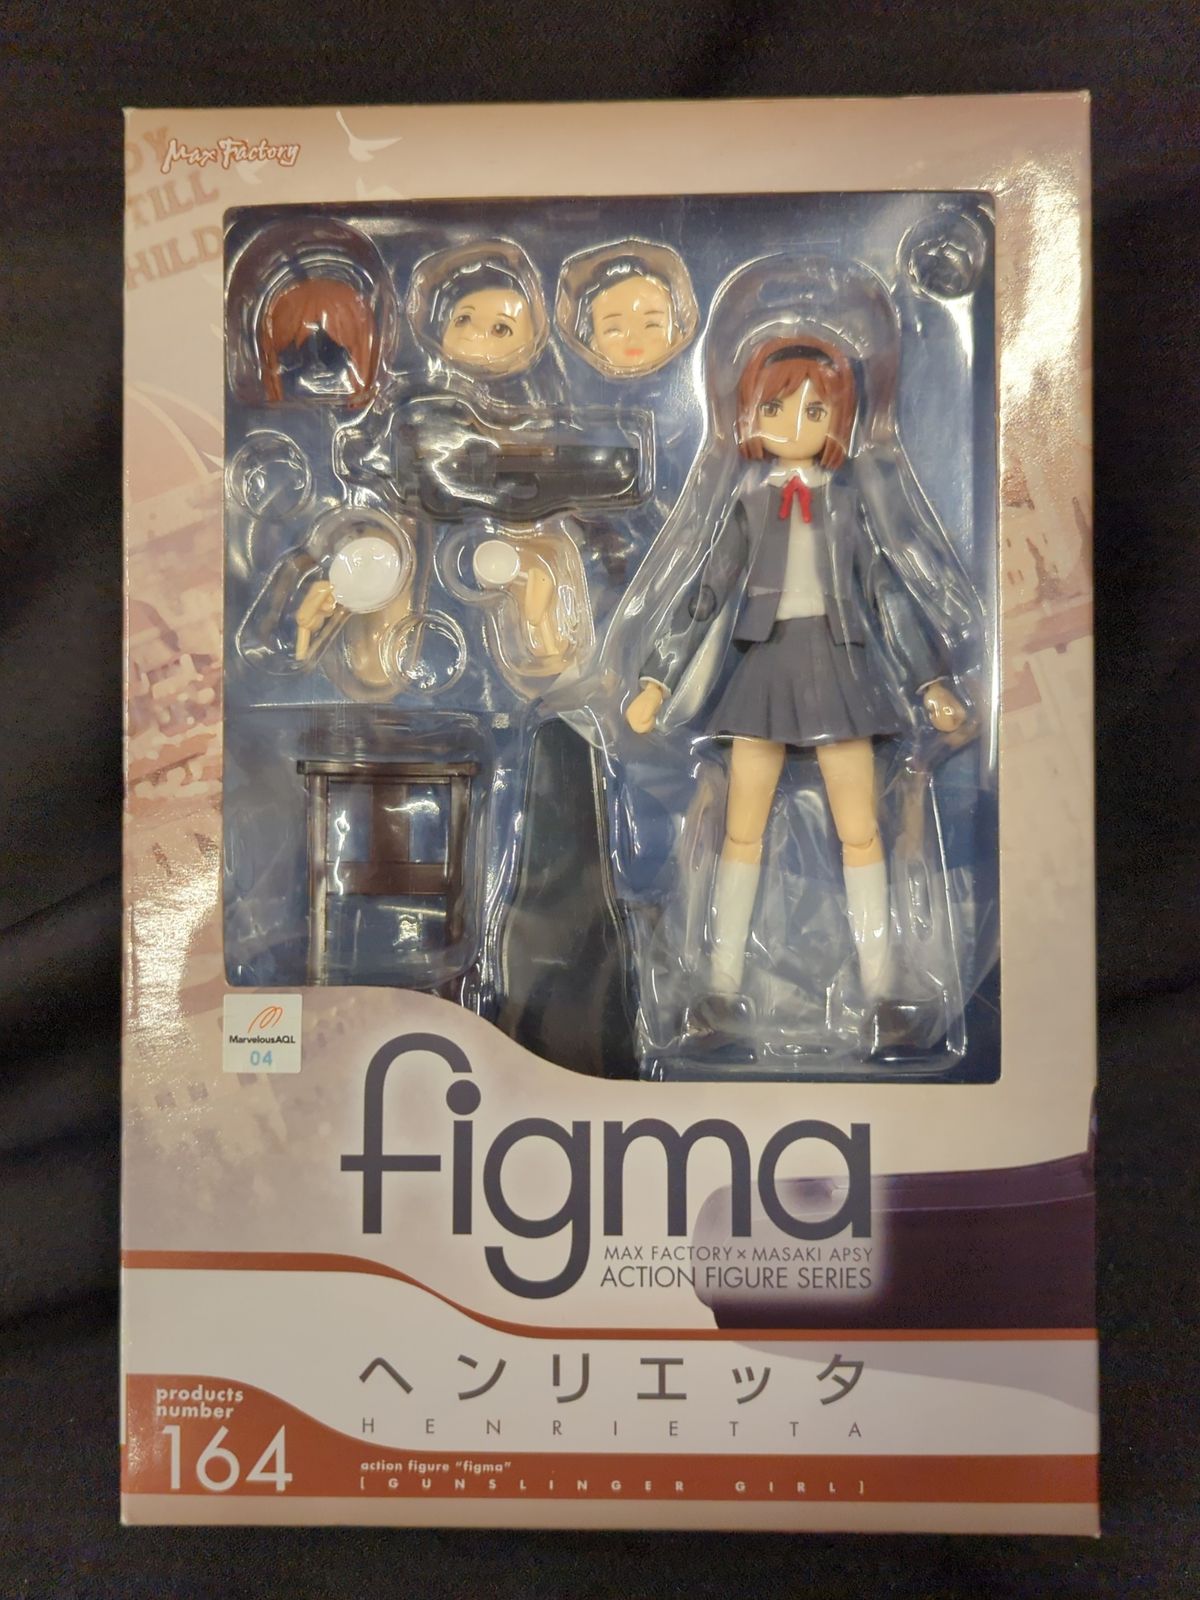 Max Factory
TILL
HILD
MarvelousAQL
04
figma
MAX FACTORY × MASAKI APSY
ACTION FIGURE SERIES
ヘンリエッタ
HENRIETTA
products
number
164
action figure "figma"
[GUNSLINGER GIRL]